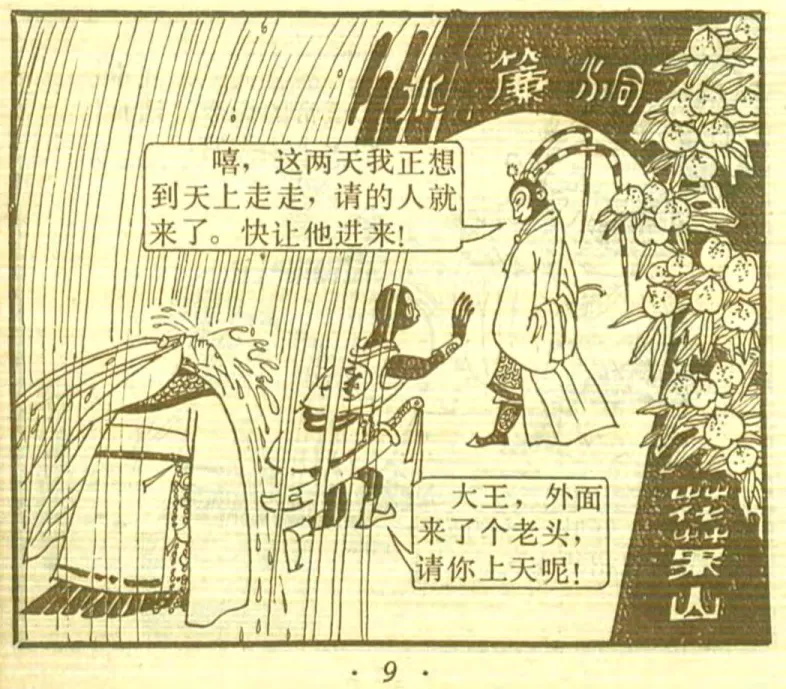 水簾洞
嘻，这两天我正想
到天上走走，请的人就
来了。快让他进来！
大王，外面
来了个老头，
请你上天呢！
花果山
· 9 ·